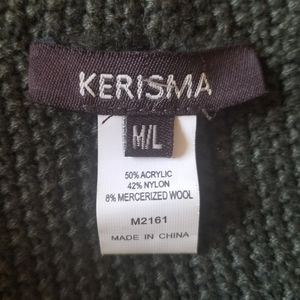 KERISMA
M/L
50% ACRYLIC
42% NYLON
8% MERCERIZED WOOL
M2161
MADE IN CHINA